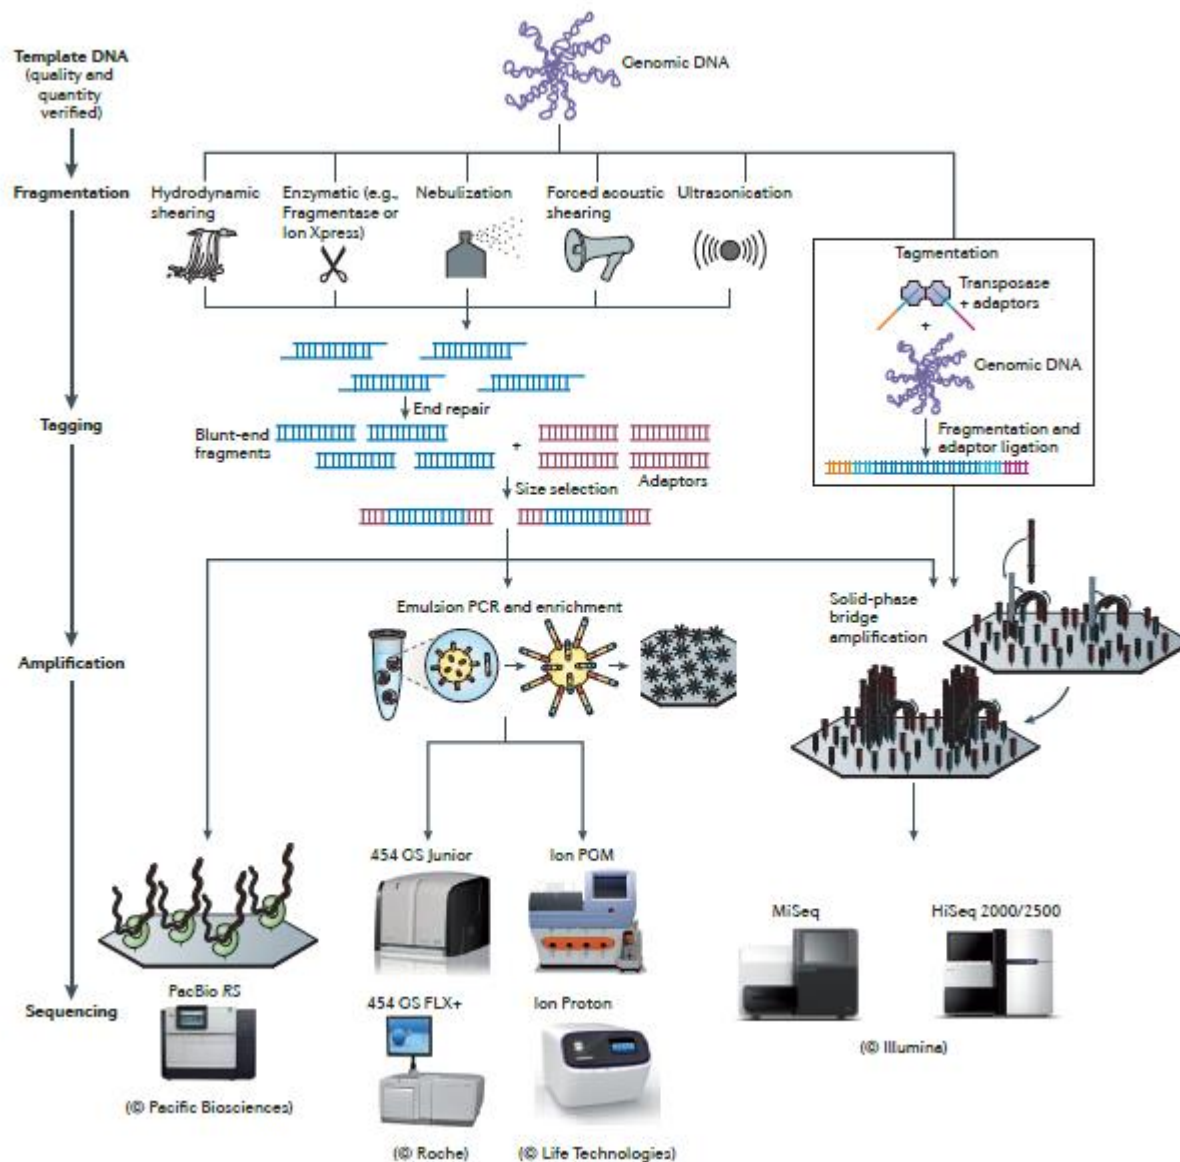 Template DNA
(quality and
quantity
verified)
Genomic DNA
Fragmentation
Hydrodynamic
shearing
Enzymatic (e.g.,
Fragmentase or
Ion Xpress)
Nebulization
Forced acoustic
shearing
Ultrasonication
Tagmentation
Transposase
+ adaptors
+
Genomic DNA
Fragmentation and
adaptor ligation
Tagging
End repair
Blunt-end
fragments
+
Adaptors
Size selection
Amplification
Emulsion PCR and enrichment
Solid-phase
bridge
amplification
Sequencing
PacBio RS
(© Pacific Biosciences)
454 GS Junior
454 GS FLX+
(© Roche)
Ion PGM
Ion Proton
(© Life Technologies)
MiSeq
HiSeq 2000/2500
(© Illumina)